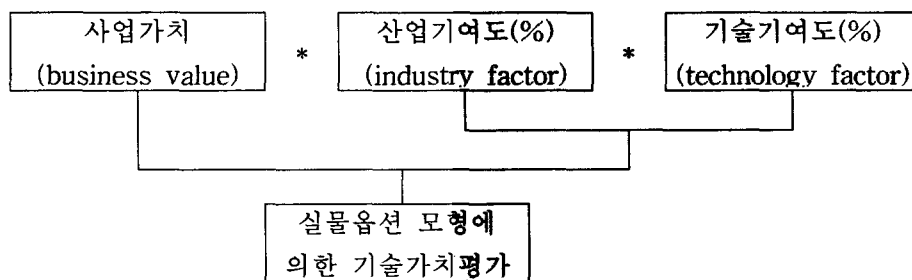 사업가치 * 산업기여도(%) * 기술기여도(%)
(business value) (industry factor) (technology factor)
실물옵션 모형에
의한 기술가치평가